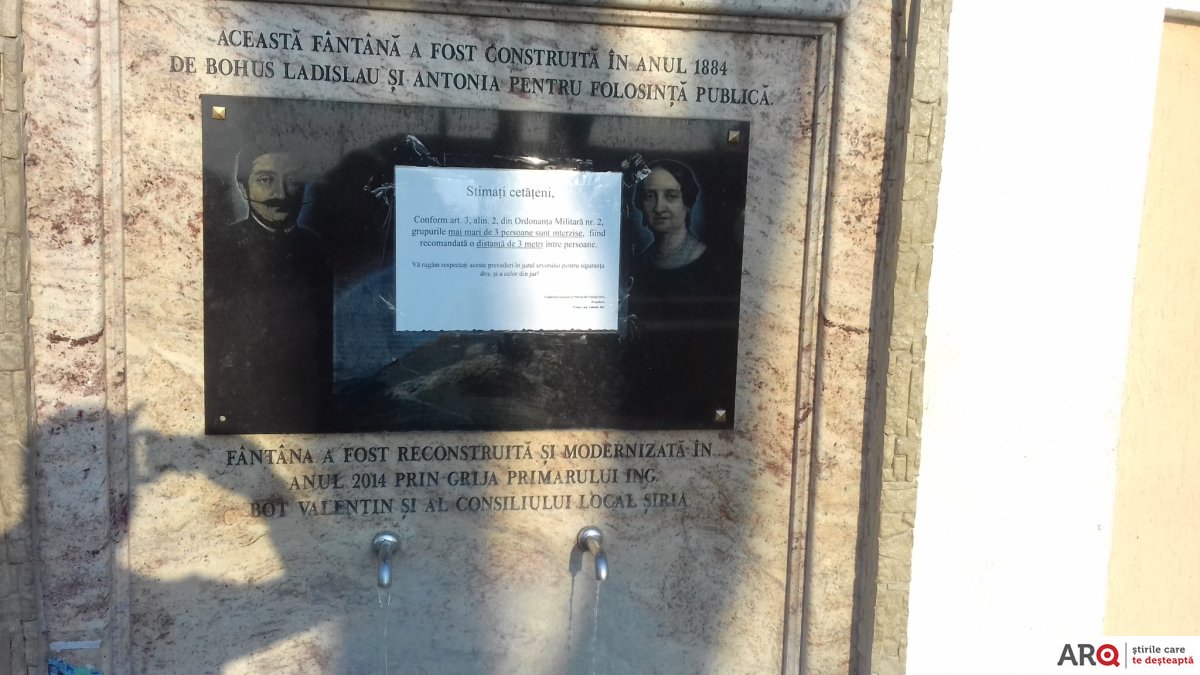 ACEASTĂ FÂNTÂNĂ A FOST CONSTRUITĂ ÎN ANUL 1884
DE BOHUS LADISLAU ȘI ANTONIA PENTRU FOLOSINȚĂ PUBLICĂ.
Stimați cetățeni,
Conform art. 3, alin. 2, din Ordonanța Militară nr. 2,
grupurile mai mari de 3 persoane sunt interzise, fiind
recomandată o distanță de 3 metri între persoane.
Vă rugăm respectați aceste prevederi în jurul izvorului pentru siguranța
dvs. și a celor din jur!
FÂNTÂNA A FOST RECONSTRUITĂ ȘI MODERNIZATĂ ÎN
ANUL 2014 PRIN GRIJA PRIMARULUI ING.
BOT VALENTIN SI AL CONSILIULUI LOCAL ȘIRIA
ARQ știrile care
te deșteaptă